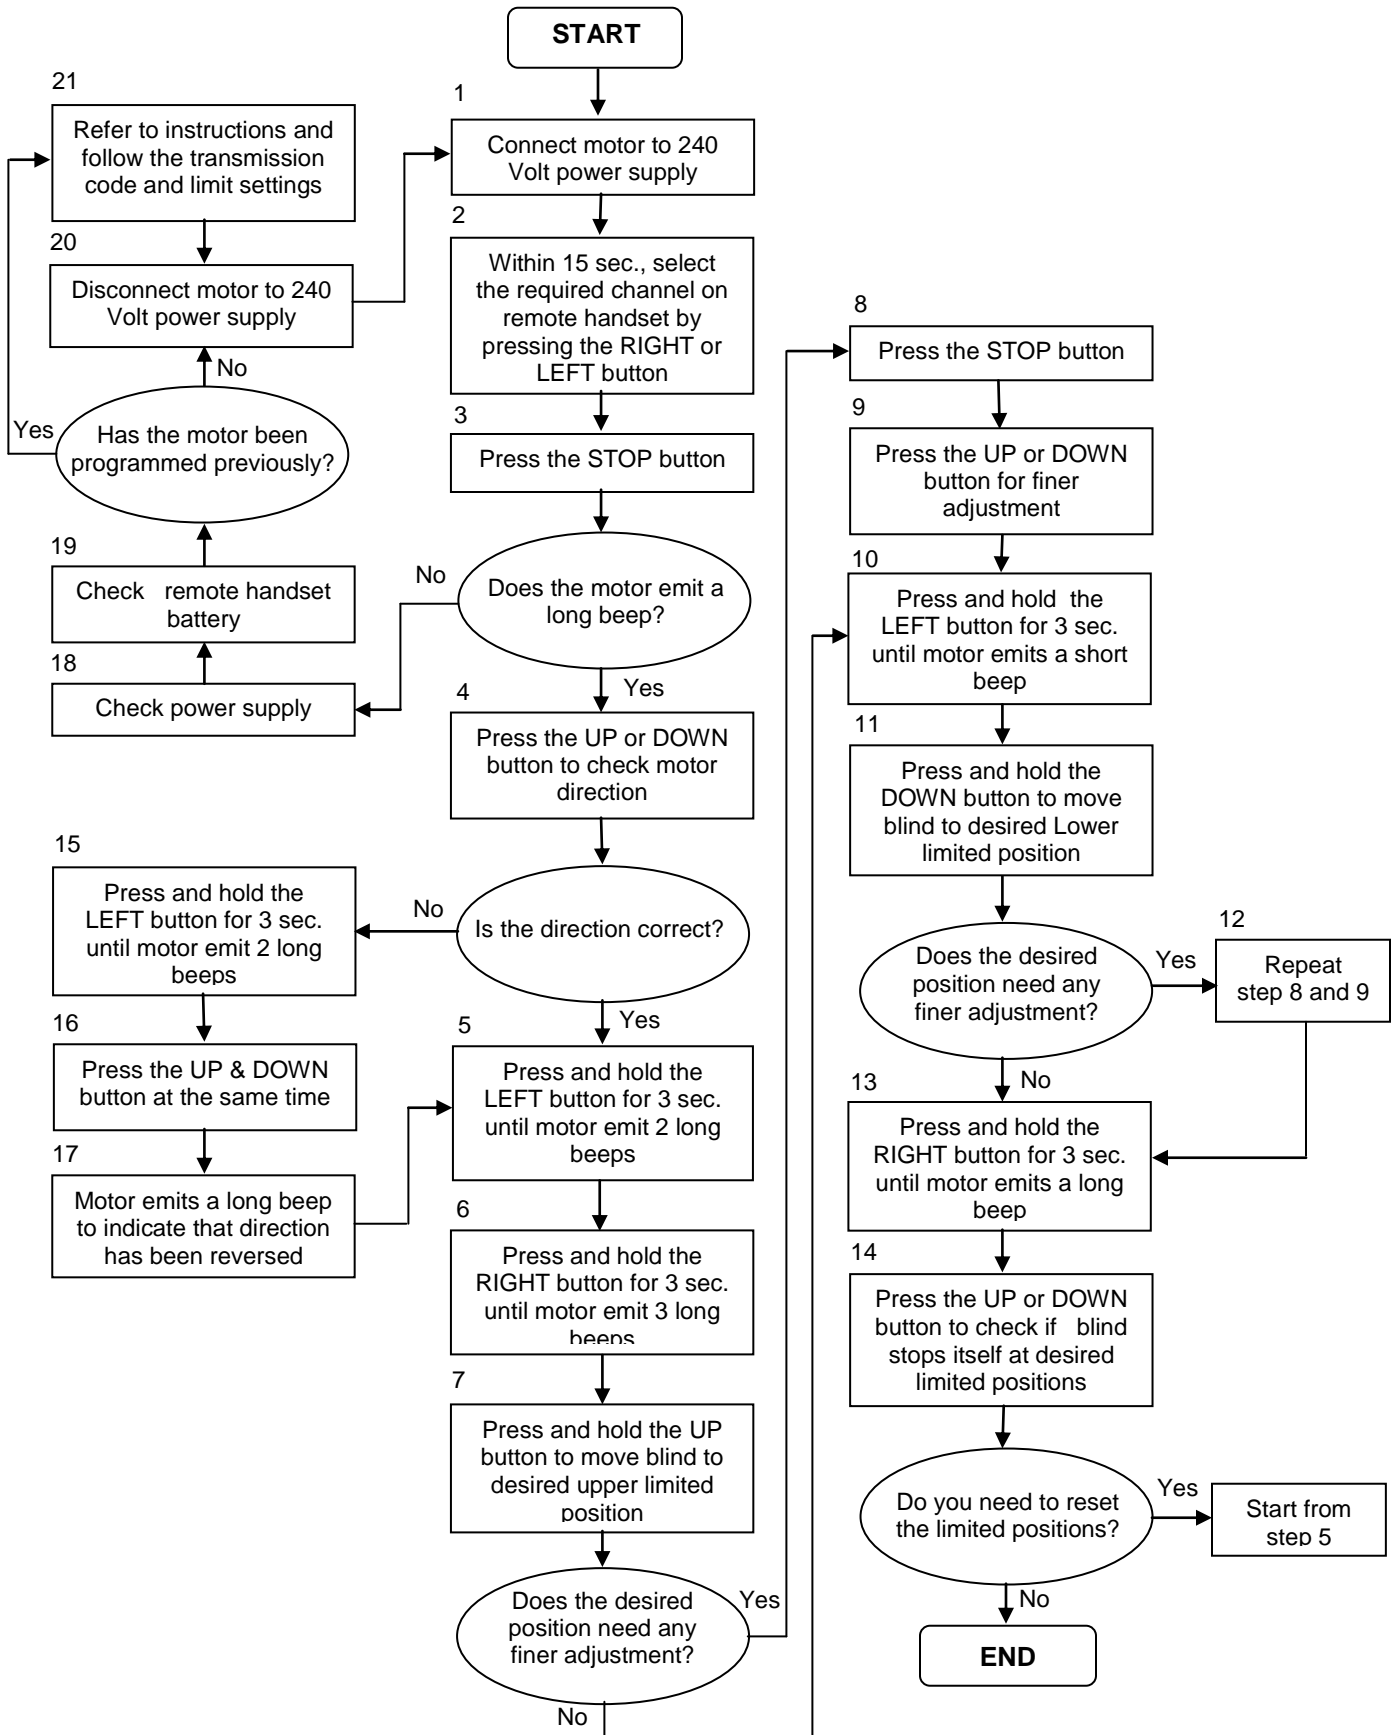 START
1
Connect motor to 240
Volt power supply
2
Within 15 sec., select
the required channel on
remote handset by
pressing the RIGHT or
LEFT button
3
Press the STOP button
Does the motor emit a
long beep?
No
Yes
4
Press the UP or DOWN
button to check motor
direction
Is the direction correct?
No
Yes
5
Press and hold the
LEFT button for 3 sec.
until motor emit 2 long
beeps
6
Press and hold the
RIGHT button for 3 sec.
until motor emit 3 long
beeps
7
Press and hold the UP
button to move blind to
desired upper limited
position
Does the desired
position need any
finer adjustment?
Yes
No
8
Press the STOP button
9
Press the UP or DOWN
button for finer
adjustment
10
Press and hold the
LEFT button for 3 sec.
until motor emits a short
beep
11
Press and hold the
DOWN button to move
blind to desired Lower
limited position
Does the desired
position need any
finer adjustment?
Yes
No
12
Repeat
step 8 and 9
13
Press and hold the
RIGHT button for 3 sec.
until motor emits a long
beep
14
Press the UP or DOWN
button to check if blind
stops itself at desired
limited positions
Do you need to reset
the limited positions?
Yes
Start from
step 5
No
END
15
Press and hold the
LEFT button for 3 sec.
until motor emit 2 long
beeps
16
Press the UP & DOWN
button at the same time
17
Motor emits a long beep
to indicate that direction
has been reversed
18
Check power supply
19
Check remote handset
battery
Has the motor been
programmed previously?
Yes
No
20
Disconnect motor to 240
Volt power supply
21
Refer to instructions and
follow the transmission
code and limit settings